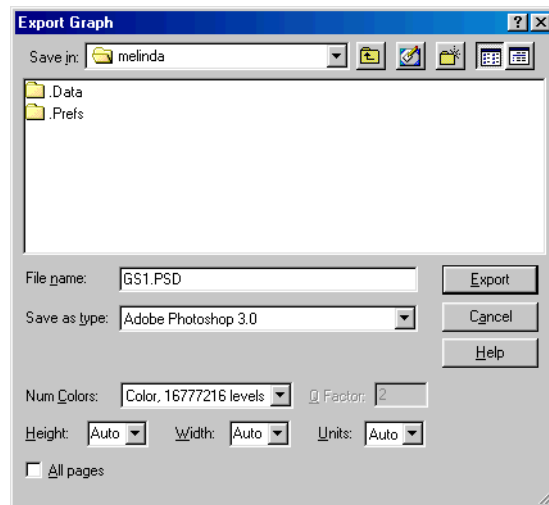 Export Graph
Save in: melinda
.Data
.Prefs
File name: GS1.PSD Export
Save as type: Adobe Photoshop 3.0 Cancel
Help
Num Colors: Color, 16777216 levels Q Factor: 2
Height: Auto Width: Auto Units: Auto
All pages